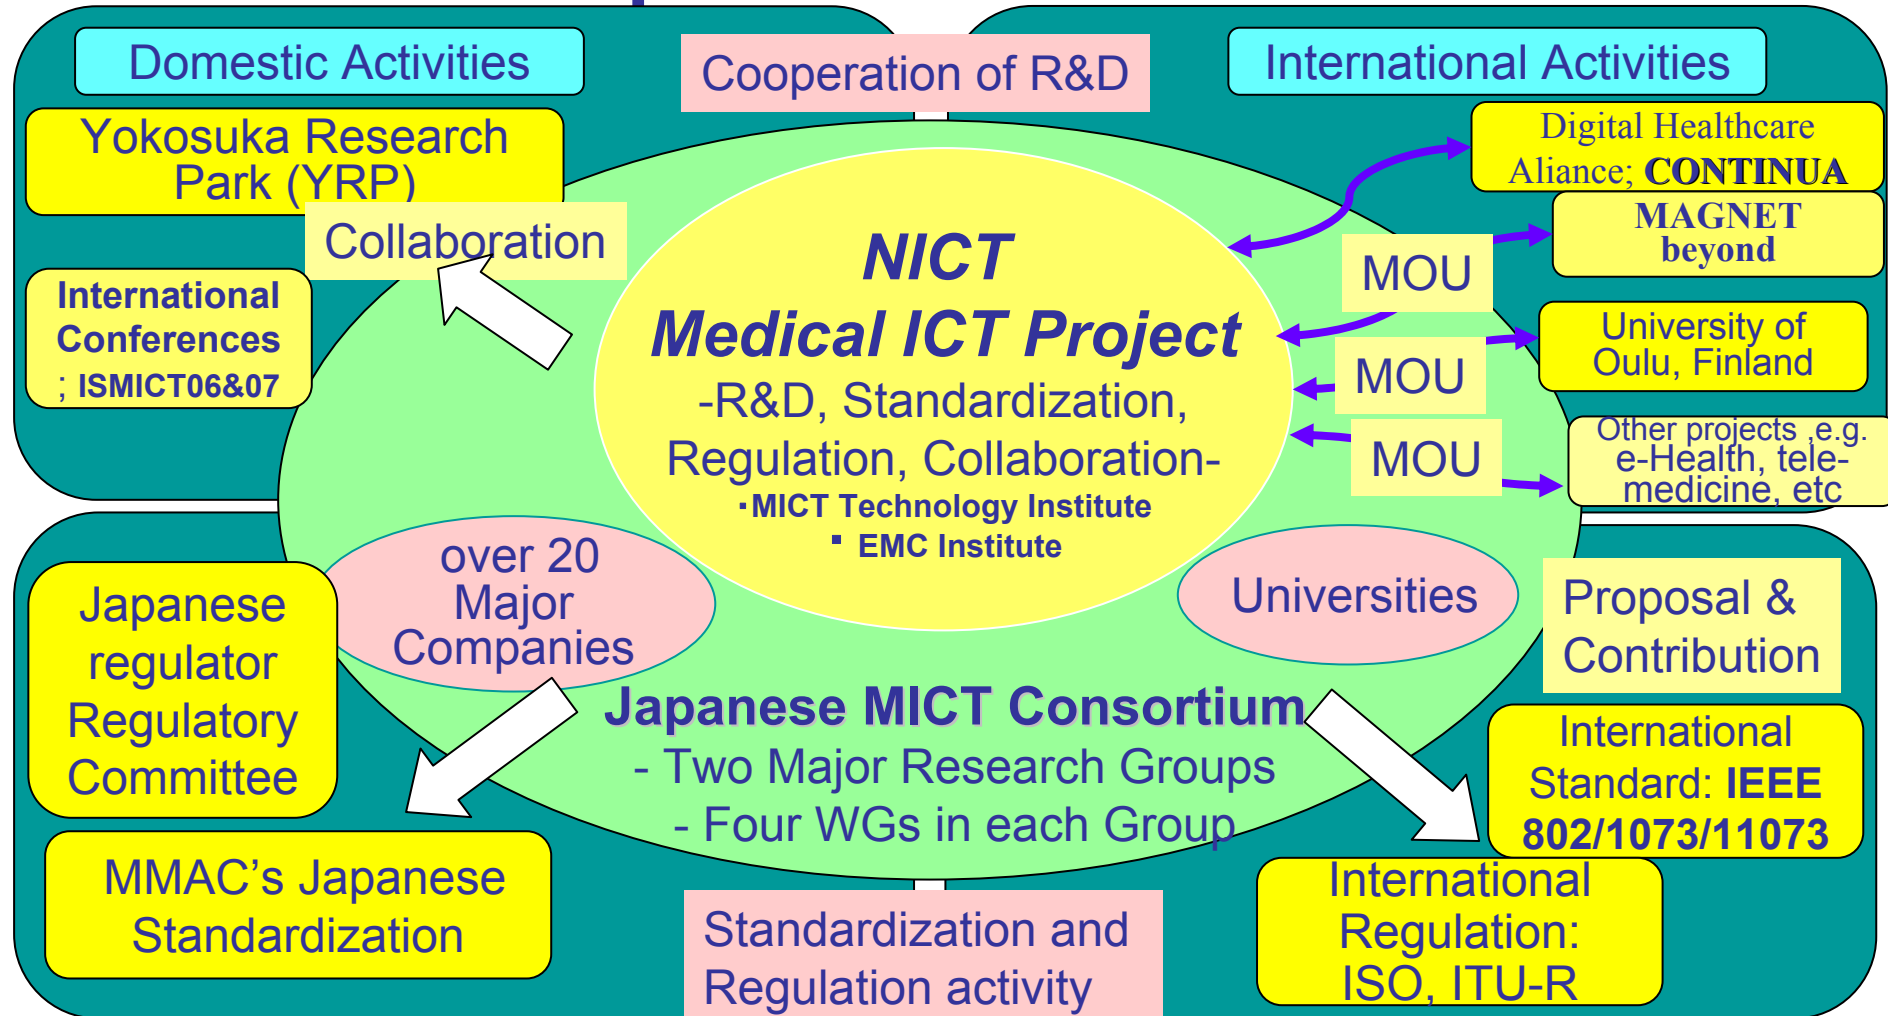 Domestic Activities
Cooperation of R&D
International Activities
Yokosuka Research
Park (YRP)
Collaboration
International
Conferences
; ISMICT06&07
NICT
Medical ICT Project
-R&D, Standardization,
Regulation, Collaboration-
▪MICT Technology Institute
▪ EMC Institute
Digital Healthcare
Aliance; CONTINUA
MAGNET
beyond
MOU
University of
Oulu, Finland
MOU
Other projects ,e.g.
e-Health, tele-
medicine, etc
MOU
over 20
Major
Companies
Universities
Japanese
regulator
Regulatory
Committee
Proposal &
Contribution
Japanese MICT Consortium
- Two Major Research Groups
- Four WGs in each Group
International
Standard: IEEE
802/1073/11073
MMAC's Japanese
Standardization
Standardization and
Regulation activity
International
Regulation:
ISO, ITU-R